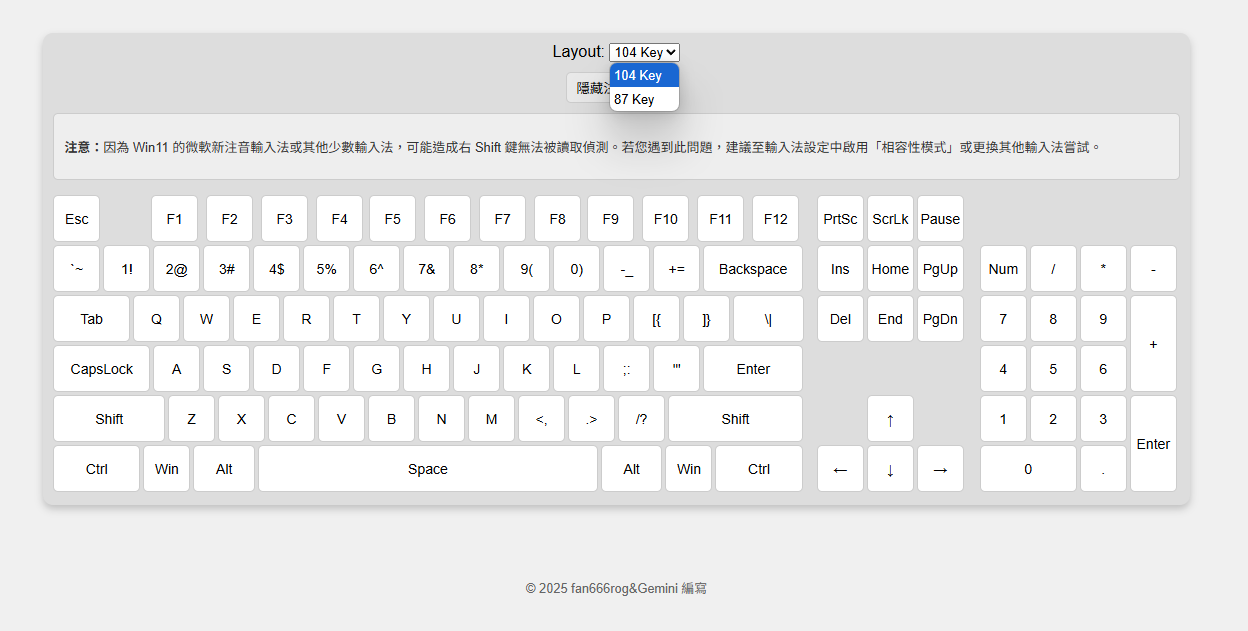 Layout: 104 Key
104 Key
87 Key
隱藏
注意：因為 Win11 的微軟新注音輸入法或其他少數輸入法，可能造成右 Shift 鍵無法被讀取偵測。若您遇到此問題，建議至輸入法設定中啟用「相容性模式」或更換其他輸入法嘗試。
Esc F1 F2 F3 F4 F5 F6 F7 F8 F9 F10 F11 F12 PrtSc ScrLk Pause
`~ 1! 2@ 3# 4$ 5% 6^ 7& 8* 9( 0) -_ += Backspace Ins Home PgUp Num / * -
Tab Q W E R T Y U I O P [{ ]} \| Del End PgDn 7 8 9 +
CapsLock A S D F G H J K L ;: '" Enter 4 5 6
Shift Z X C V B N M <, .> /? Shift ↑ 1 2 3 Enter
Ctrl Win Alt Space Alt Win Ctrl ← ↓ → 0 .
© 2025 fan666rog&Gemini 編寫